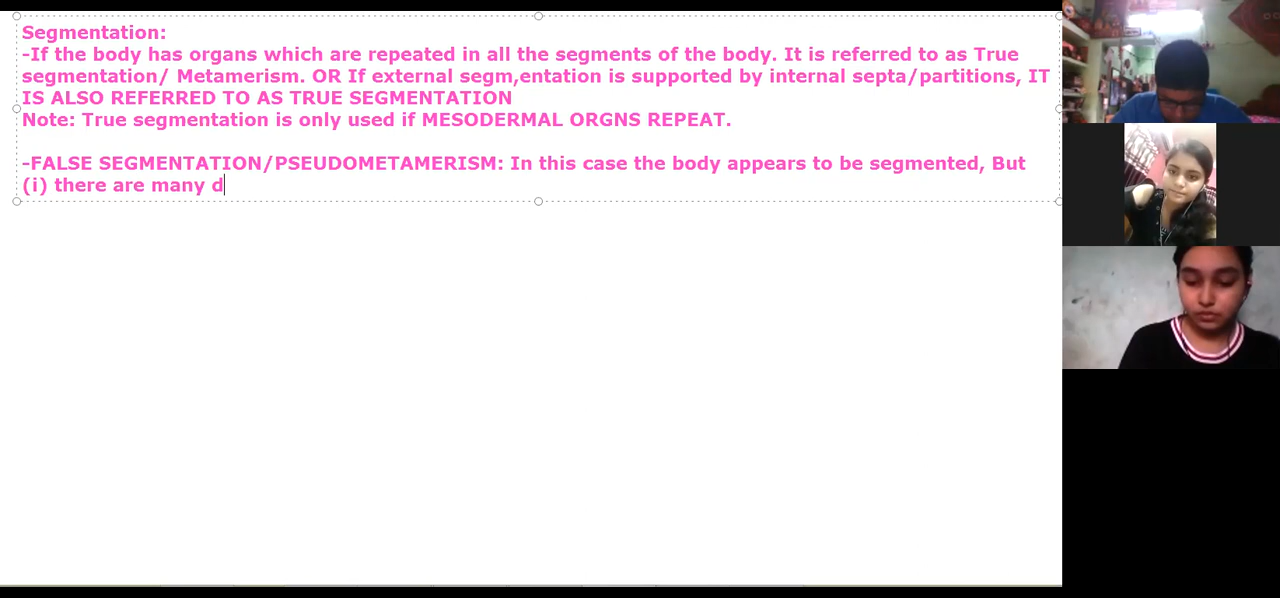 Segmentation:
-If the body has organs which are repeated in all the segments of the body. It is referred to as True
segmentation/ Metamerism. OR If external segm,entation is supported by internal septa/partitions, IT
IS ALSO REFERRED TO AS TRUE SEGMENTATION
Note: True segmentation is only used if MESODERMAL ORGNS REPEAT.
-FALSE SEGMENTATION/PSEUDOMETAMERISM: In this case the body appears to be segmented, But
(i) there are many d